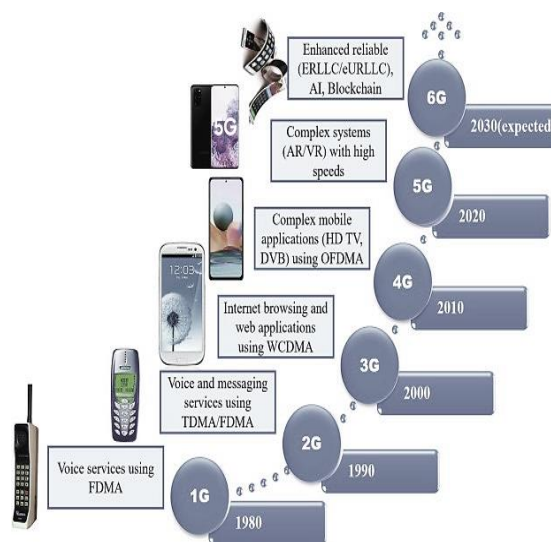 Enhanced reliable
(ERLLC/eURLLC),
AI, Blockchain
6G
2030(expected
5G
Complex systems
(AR/VR) with high
speeds
5G
2020
Complex mobile
applications (HD TV,
DVB) using OFDMA
4G
2010
12:03
Internet browsing and
web applications
using WCDMA
3G
2000
Voice and messaging
services using
TDMA/FDMA
2G
1990
Voice services using
FDMA
1G
1980